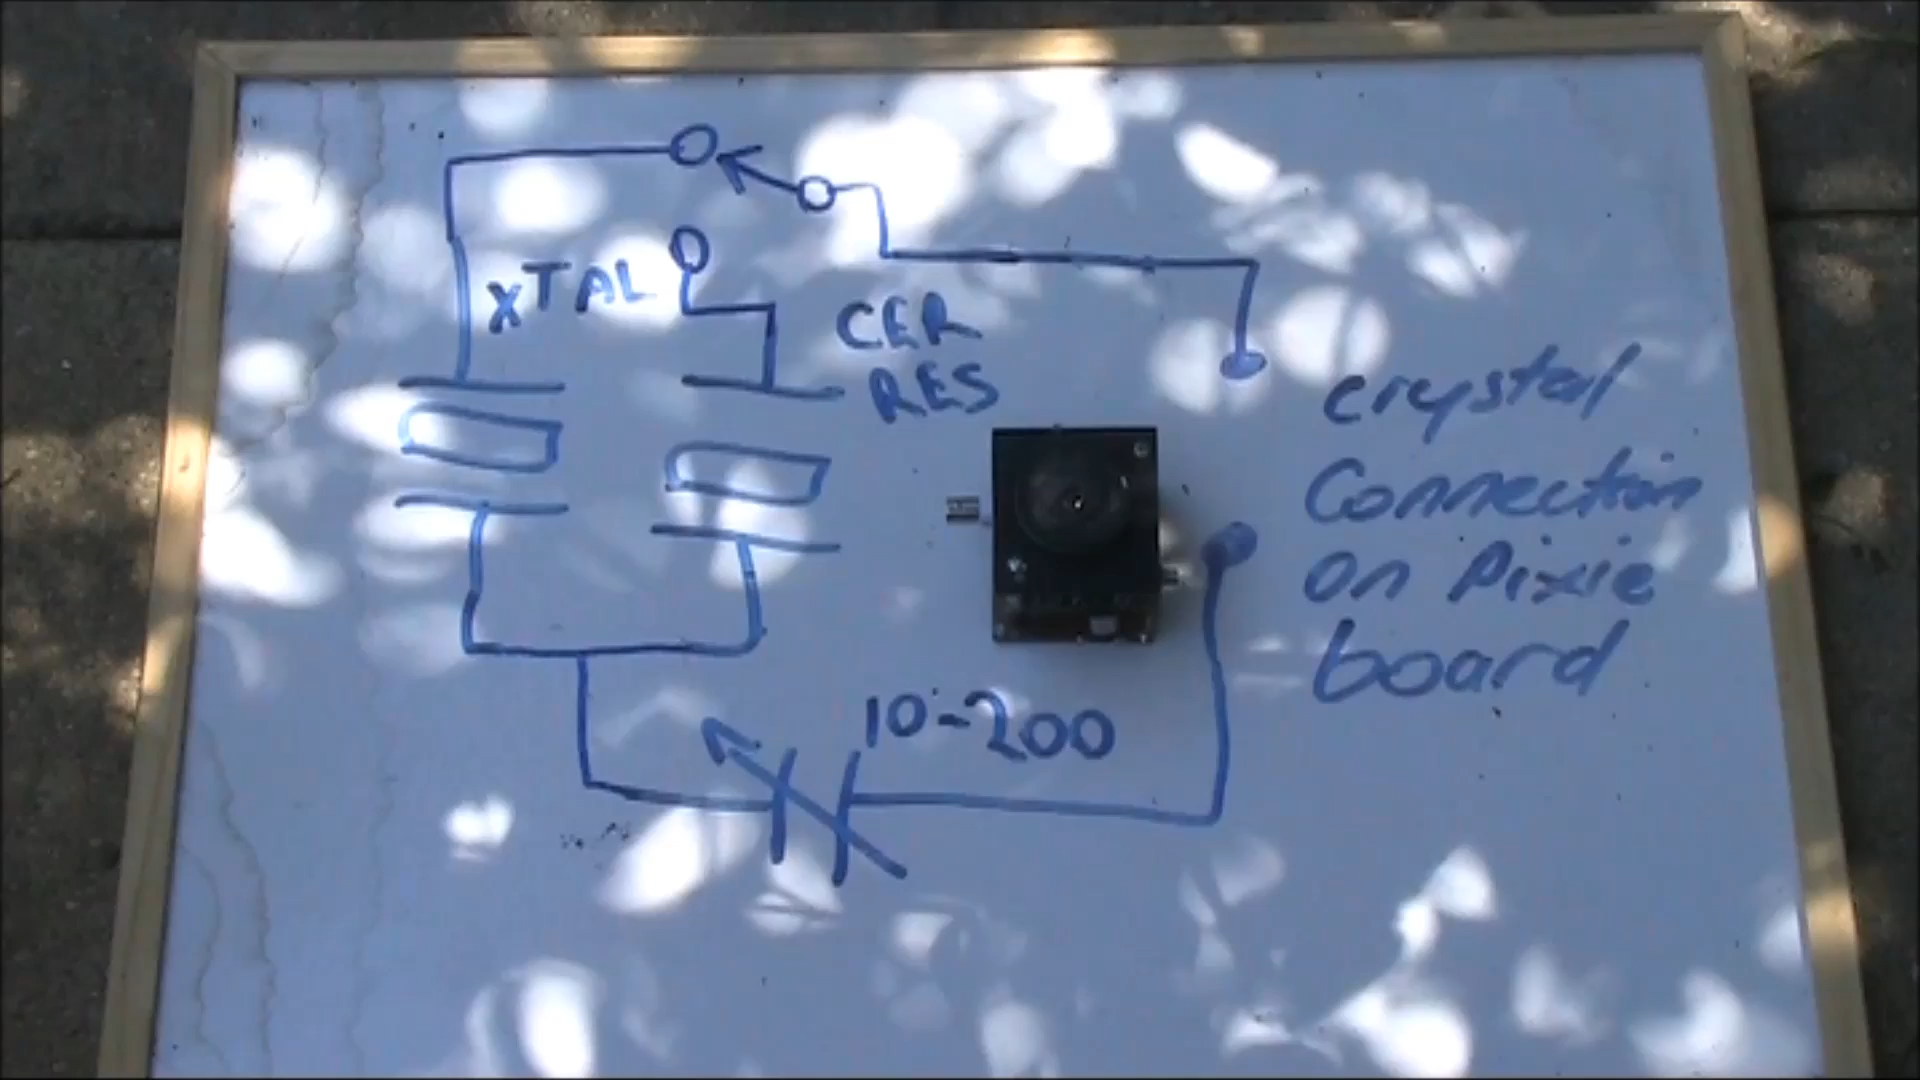 XTAL
CER
RES
crystal
Connection
on Pixie
board
10-200